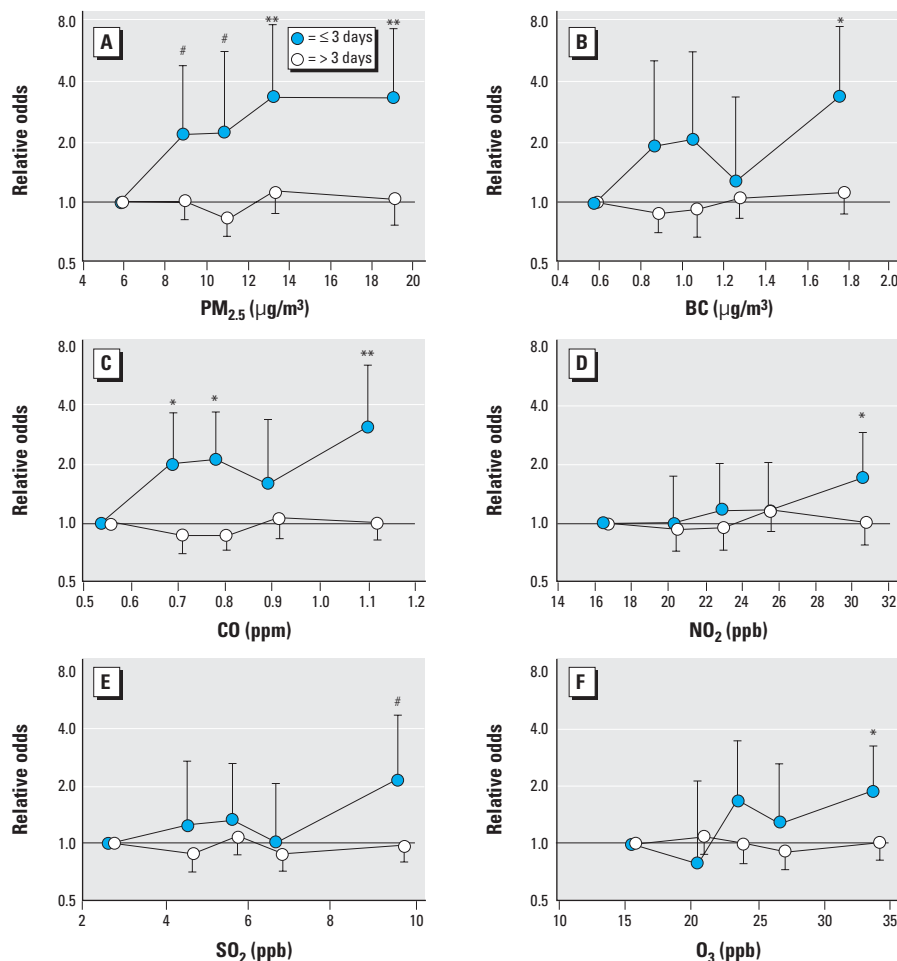 A
8.0
4.0
2.0
1.0
0.5
Relative odds
# # ** **
= ≤ 3 days
= > 3 days
4 6 8 10 12 14 16 18 20
PM2.5 (μg/m³)
B
8.0
4.0
2.0
1.0
0.5
Relative odds
*
0.4 0.6 0.8 1.0 1.2 1.4 1.6 1.8 2.0
BC (μg/m³)
C
8.0
4.0
2.0
1.0
0.5
Relative odds
* * **
0.5 0.6 0.7 0.8 0.9 1.0 1.1 1.2
CO (ppm)
D
8.0
4.0
2.0
1.0
0.5
Relative odds
*
14 16 18 20 22 24 26 28 30 32
NO2 (ppb)
E
8.0
4.0
2.0
1.0
0.5
Relative odds
#
2 4 6 8 10
SO2 (ppb)
F
8.0
4.0
2.0
1.0
0.5
Relative odds
*
10 15 20 25 30 35
O3 (ppb)